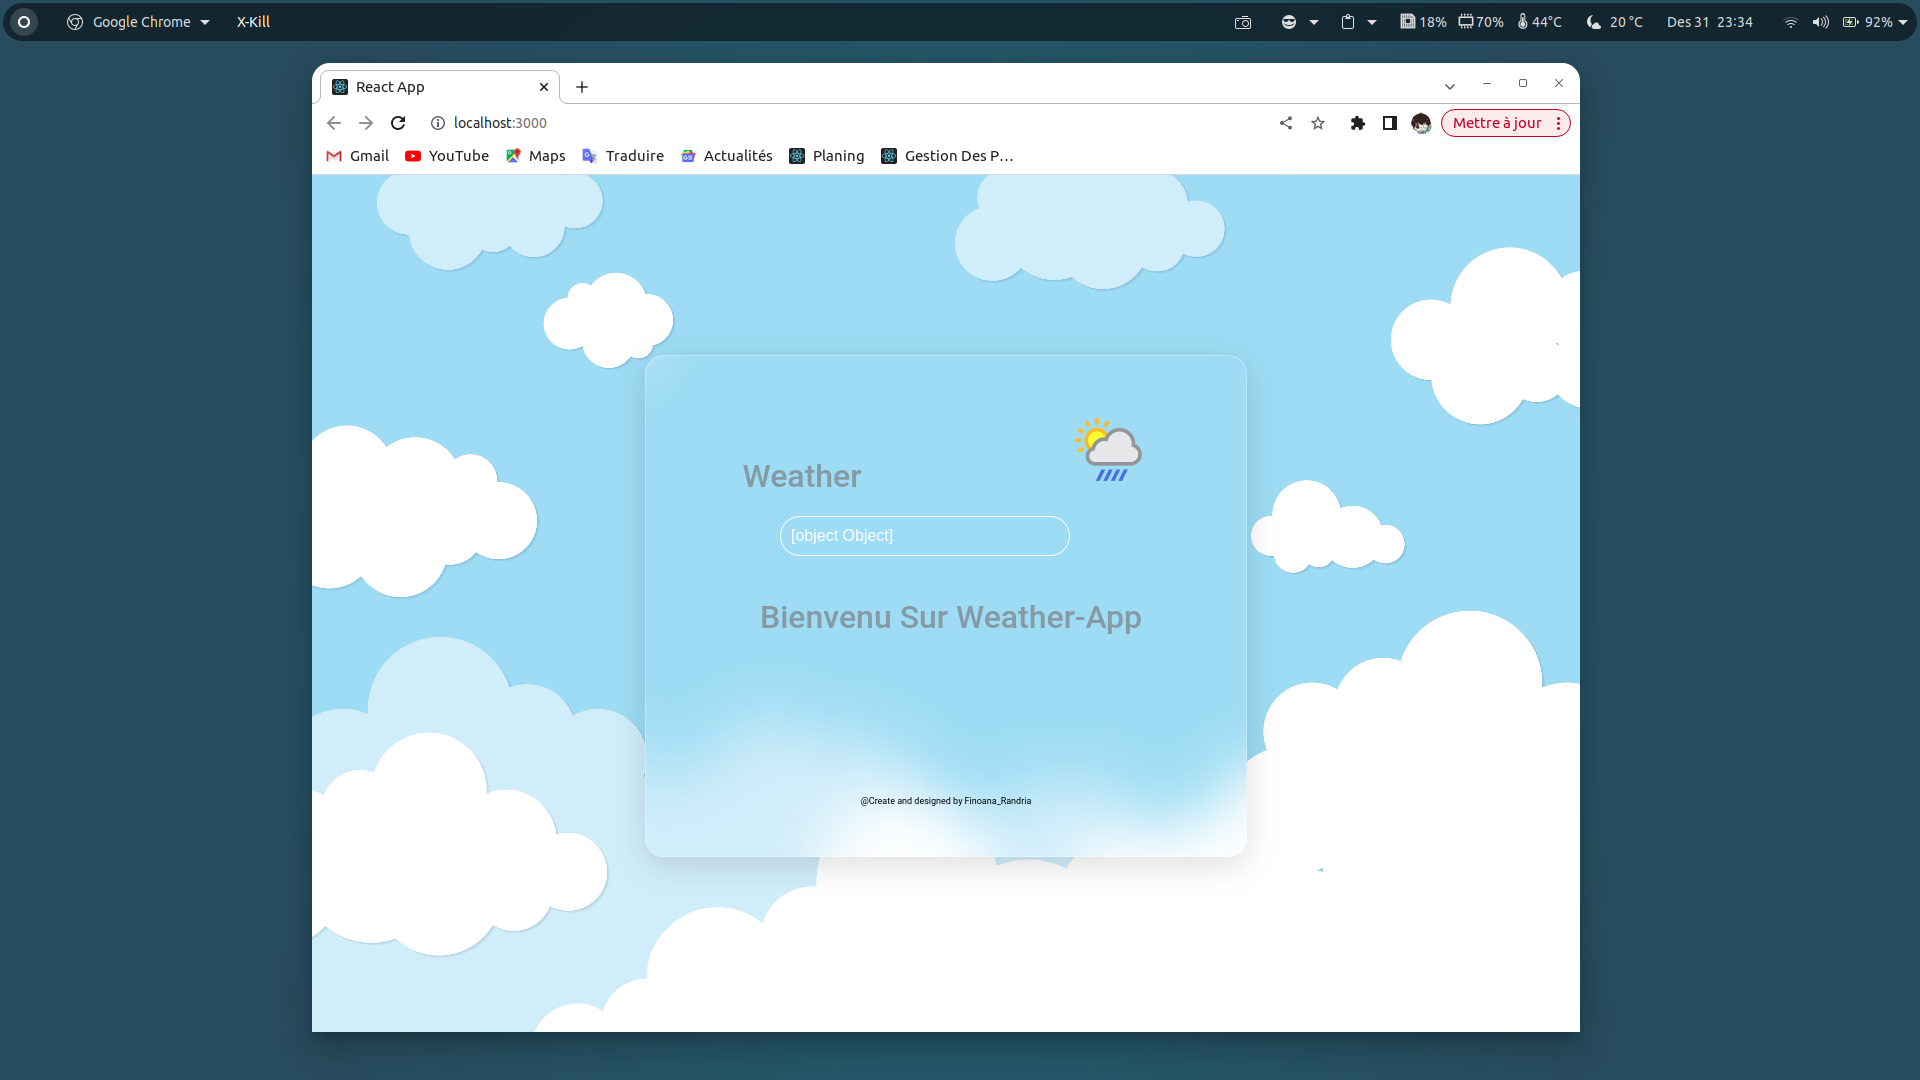 Google Chrome X-Kill 18% 70% 44°C 20 °C Des 31 23:34 92%
React App
localhost:3000 Mettre à jour
Gmail YouTube Maps Traduire Actualités Planing Gestion Des P...
Weather
[object Object]
Bienvenu Sur Weather-App
@Create and designed by Finoana_Randria